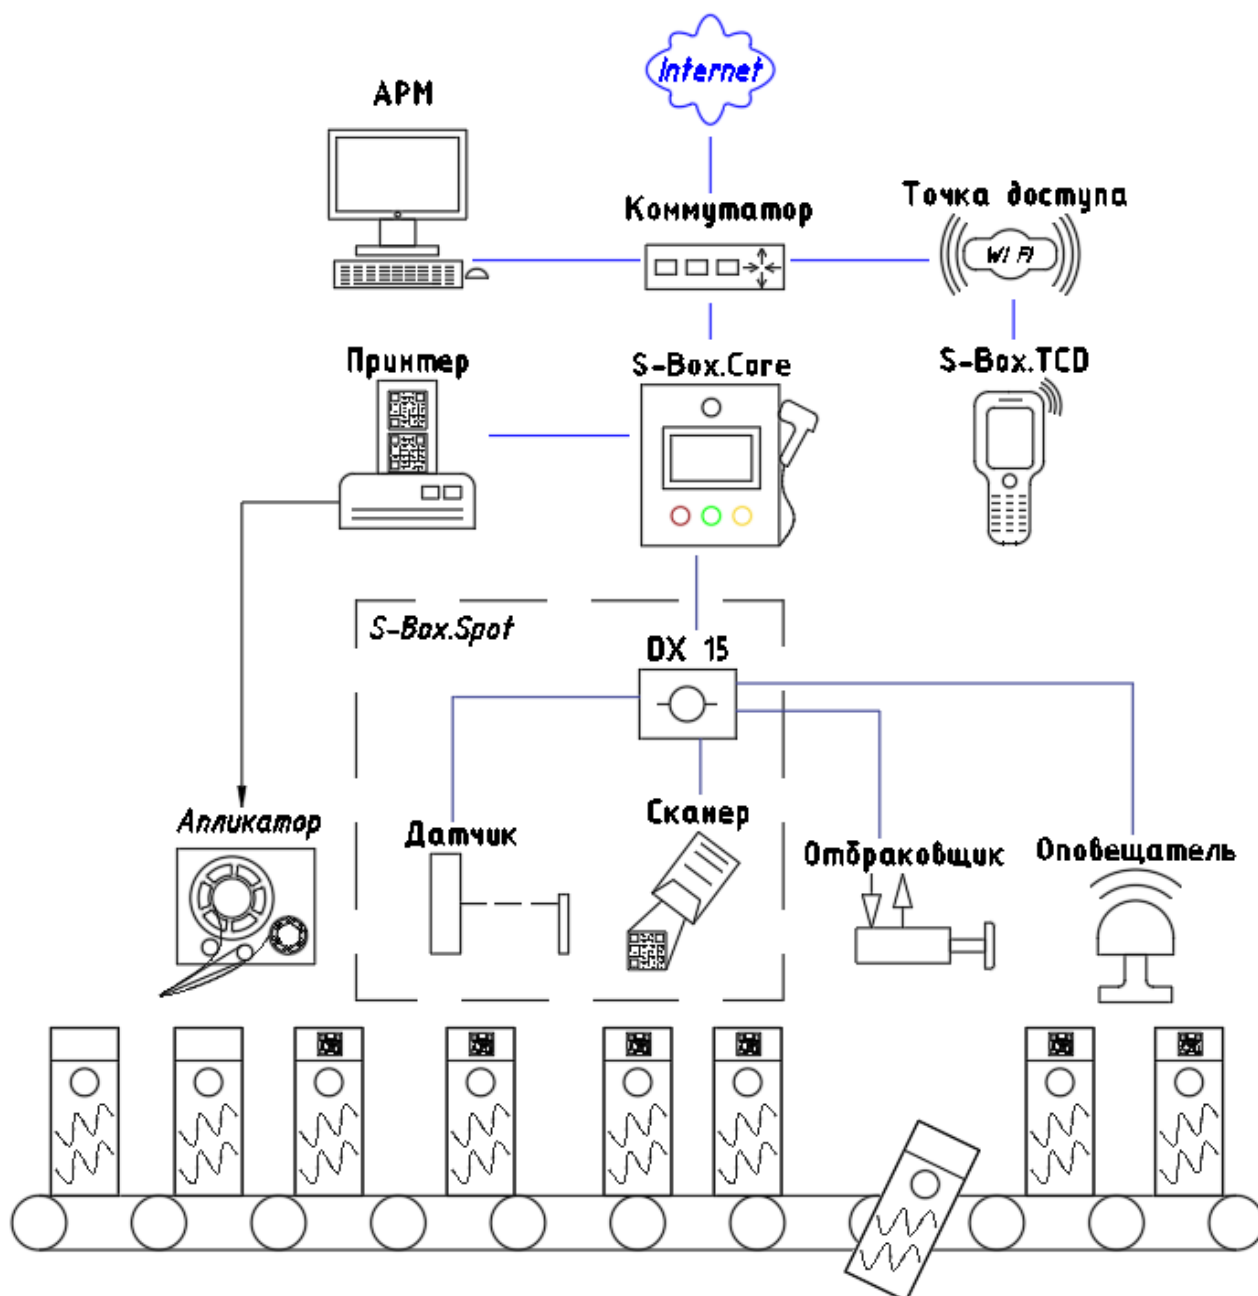 Internet
АРМ
Коммутатор
Точка доступа
WI FI
Принтер
S-Box.Core
S-Box.TCD
S-Box.Spot
DX 15
Апликатор
Датчик
Сканер
Отбраковщик
Оповещатель